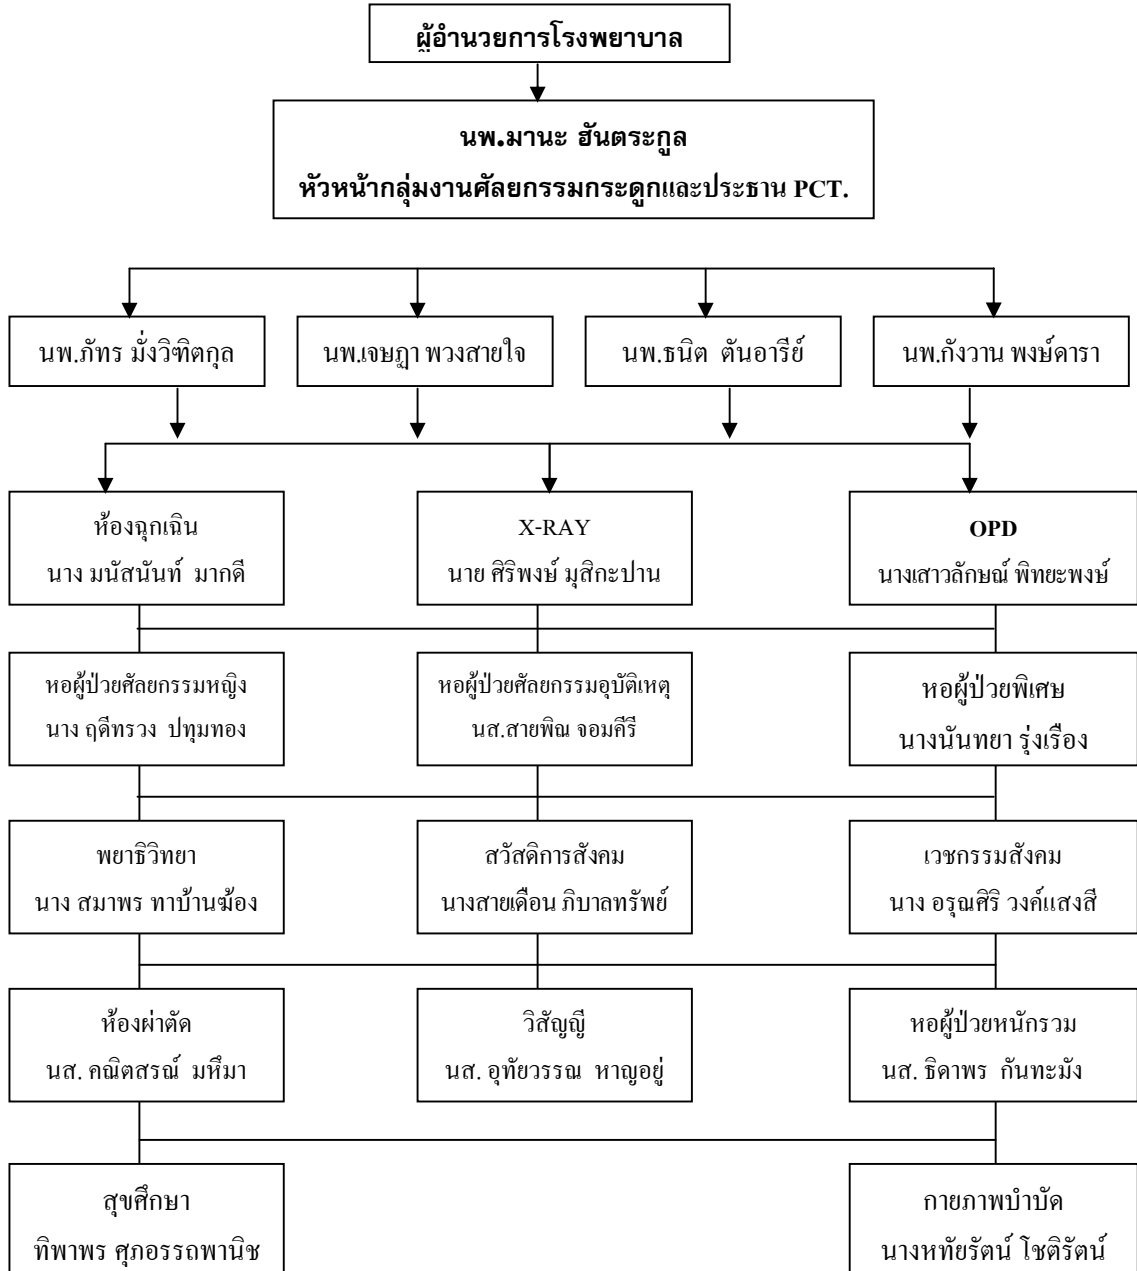 ผู้อำนวยการโรงพยาบาล
นพ.มานะ ฮันตระกูล
หัวหน้ากลุ่มงานศัลยกรรมกระดูกและประธาน PCT.
นพ.ภัทร มั่งวิฑิตกุล
นพ.เจษฎา พวงสายใจ
นพ.ธนิต ตันอารีย์
นพ.กังวาน พงษ์ดารา
ห้องฉุกเฉิน
นาง มนัสนันท์ มากดี
X-RAY
นาย ศิริพงษ์ มุสิกะปาน
OPD
นางเสาวลักษณ์ พิทยะพงษ์
หอผู้ป่วยศัลยกรรมหญิง
นาง ฤดีทรวง ปทุมทอง
หอผู้ป่วยศัลยกรรมอุบัติเหตุ
นส.สายพิณ จอมคีรี
หอผู้ป่วยพิเศษ
นางนันทยา รุ่งเรือง
พยาธิวิทยา
นาง สมาพร ทาบ้านฆ้อง
สวัสดิการสังคม
นางสายเดือน ภิบาลทรัพย์
เวชกรรมสังคม
นาง อรุณศิริ วงค์แสงสี
ห้องผ่าตัด
นส. คณิตสรณ์ มหึมา
วิสัญญี
นส. อุทัยวรรณ หาญอยู่
หอผู้ป่วยหนักรวม
นส. ธิดาพร กันทะมัง
สุขศึกษา
ทิพาพร ศุภอรรถพานิช
กายภาพบำบัด
นางหทัยรัตน์ โชติรัตน์